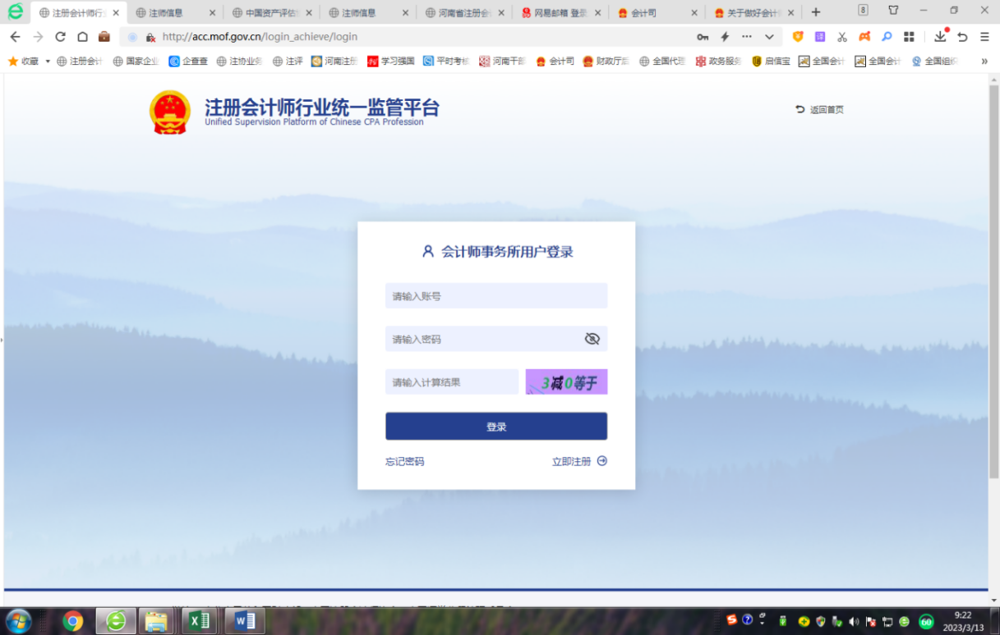 注册会计师行业
注师信息
中国资产评估
注师信息
河南省注册会
网易邮箱 登录
会计司
关于做好会计
8
http://acc.mof.gov.cn/login_achieve/login
收藏
注册会计
国家企业
企查查
注协业务
注评
河南注册
学习强国
平时考核
河南干部
会计司
财政厅后
全国代理
政务服务
启信宝
全国会计
全国会计
全国组织
注册会计师行业统一监管平台
Unified Supervision Platform of Chinese CPA Profession
返回首页
会计师事务所用户登录
请输入账号
请输入密码
请输入计算结果
3减0等于
登录
忘记密码
立即注册
60
9:22
2023/3/13